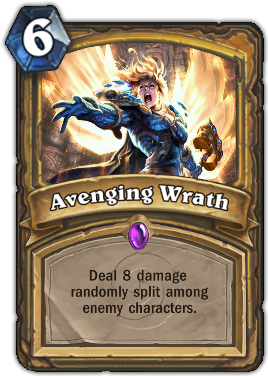 6
Avenging Wrath
Deal 8 damage
randomly split among
enemy characters.